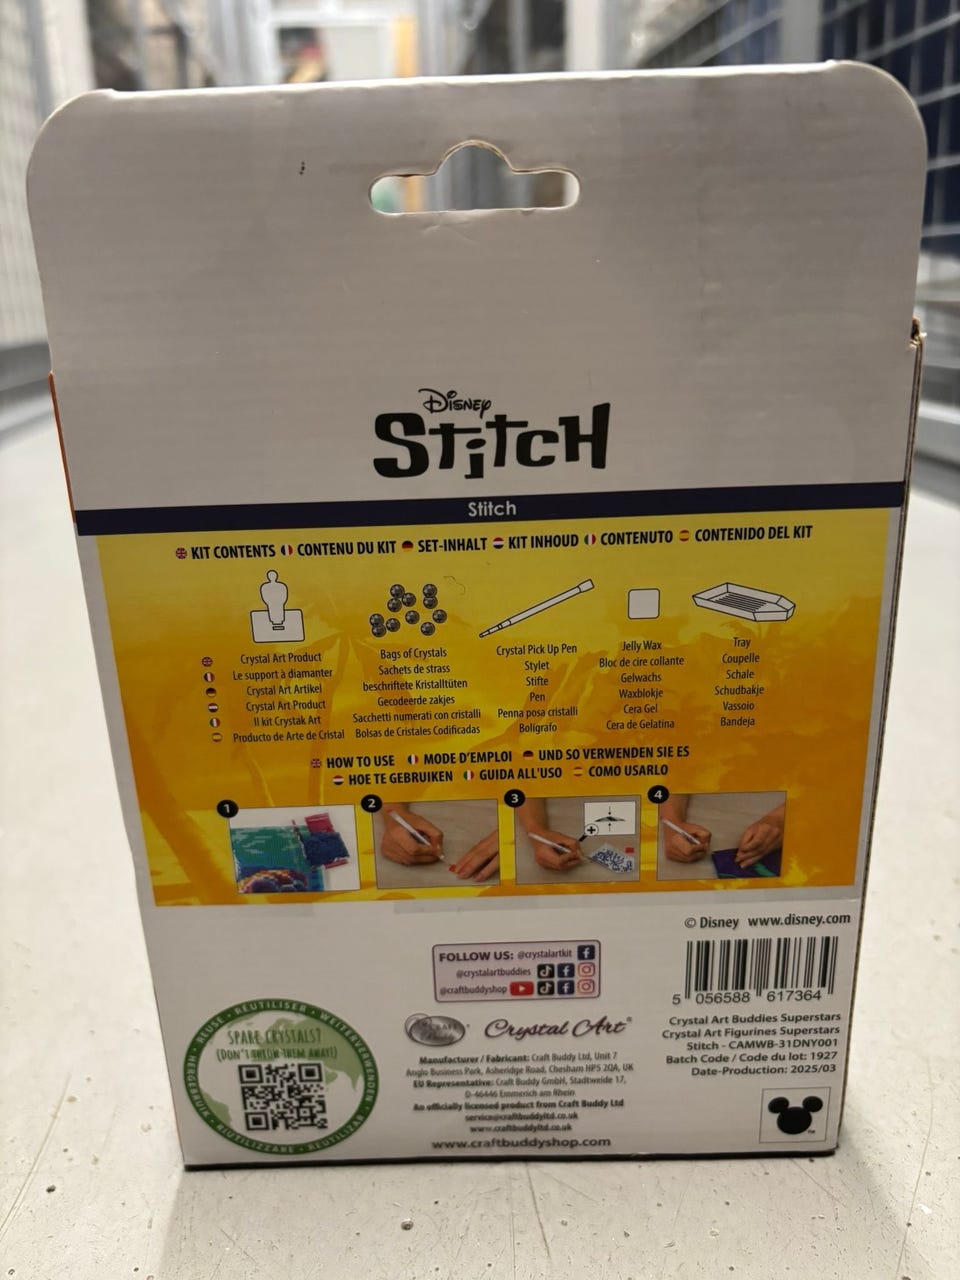 Disney
Stitch
Stitch
KIT CONTENTS CONTENU DU KIT SET-INHALT KIT INHOUD CONTENUTO CONTENIDO DEL KIT
Crystal Art Product
Le support à diamanter
Crystal Art Artikel
Crystal Art Product
Il kit Crystak Art
Producto de Arte de Cristal
Bags of Crystals
Sachets de strass
beschriftete Kristalltüten
Gecodeerde zakjes
Sacchetti numerati con cristalli
Bolsas de Cristales Codificadas
Crystal Pick Up Pen
Stylet
Stifte
Pen
Penna posa cristalli
Bolígrafo
Jelly Wax
Bloc de cire collante
Gelwachs
Waxblokje
Cera Gel
Cera de Gelatina
Tray
Coupelle
Schale
Schudbakje
Vassoio
Bandeja
HOW TO USE MODE D'EMPLOI UND SO VERWENDEN SIE ES
HOE TE GEBRUIKEN GUIDA ALL'USO COMO USARLO
1 2 3 4
© Disney www.disney.com
FOLLOW US: @crystalartkit
@crystalartbuddies
@craftbuddyshop
5 056588 617364
Crystal Art Buddies Superstars
Crystal Art Figurines Superstars
Stitch - CAMWB-31DNY001
Batch Code / Code du lot: 1927
Date-Production: 2025/03
CRAFT Buddy
Crystal Art®
Manufacturer / Fabricant: Craft Buddy Ltd, Unit 7
Anglo Business Park, Asheridge Road, Chesham HP5 2QA, UK
EU Representative: Craft Buddy GmbH, Stadtweide 17,
D-46446 Emmerich am Rhein
An officially licensed product from Craft Buddy Ltd
service@craftbuddyltd.co.uk
www.craftbuddyltd.co.uk
www.craftbuddyshop.com
REUSE • RÉUTILISER • WEITERVERWENDEN • REUTILIZAR • RIUTILIZZARE • HERGEBRUIK
SPARE CRYSTALS?
(DON'T THROW THEM AWAY!)
TM